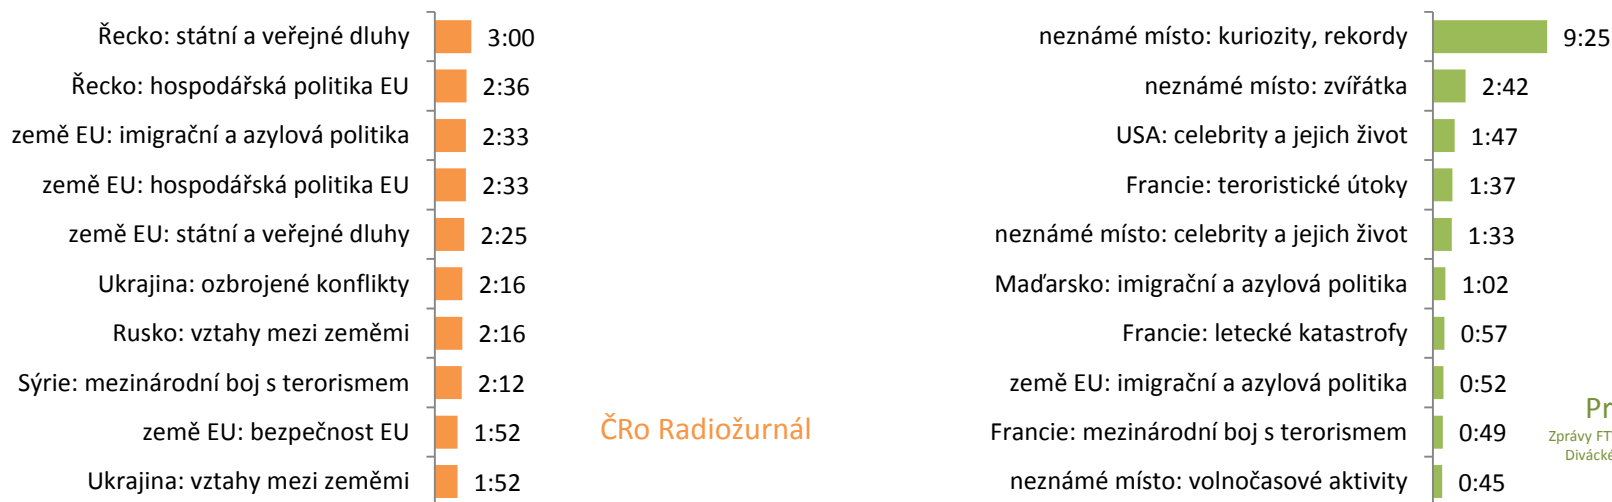 Řecko: státní a veřejné dluhy 3:00
Řecko: hospodářská politika EU 2:36
země EU: imigrační a azylová politika 2:33
země EU: hospodářská politika EU 2:33
země EU: státní a veřejné dluhy 2:25
Ukrajina: ozbrojené konflikty 2:16
Rusko: vztahy mezi zeměmi 2:16
Sýrie: mezinárodní boj s terorismem 2:12
země EU: bezpečnost EU 1:52
Ukrajina: vztahy mezi zeměmi 1:52
ČRo Radiožurnál
neznámé místo: kuriozity, rekordy 9:25
neznámé místo: zvířátka 2:42
USA: celebrity a jejich život 1:47
Francie: teroristické útoky 1:37
neznámé místo: celebrity a jejich život 1:33
Maďarsko: imigrační a azylová politika 1:02
Francie: letecké katastrofy 0:57
země EU: imigrační a azylová politika 0:52
Francie: mezinárodní boj s terorismem 0:49
neznámé místo: volnočasové aktivity 0:45
Pr
Zprávy FT
Divácké